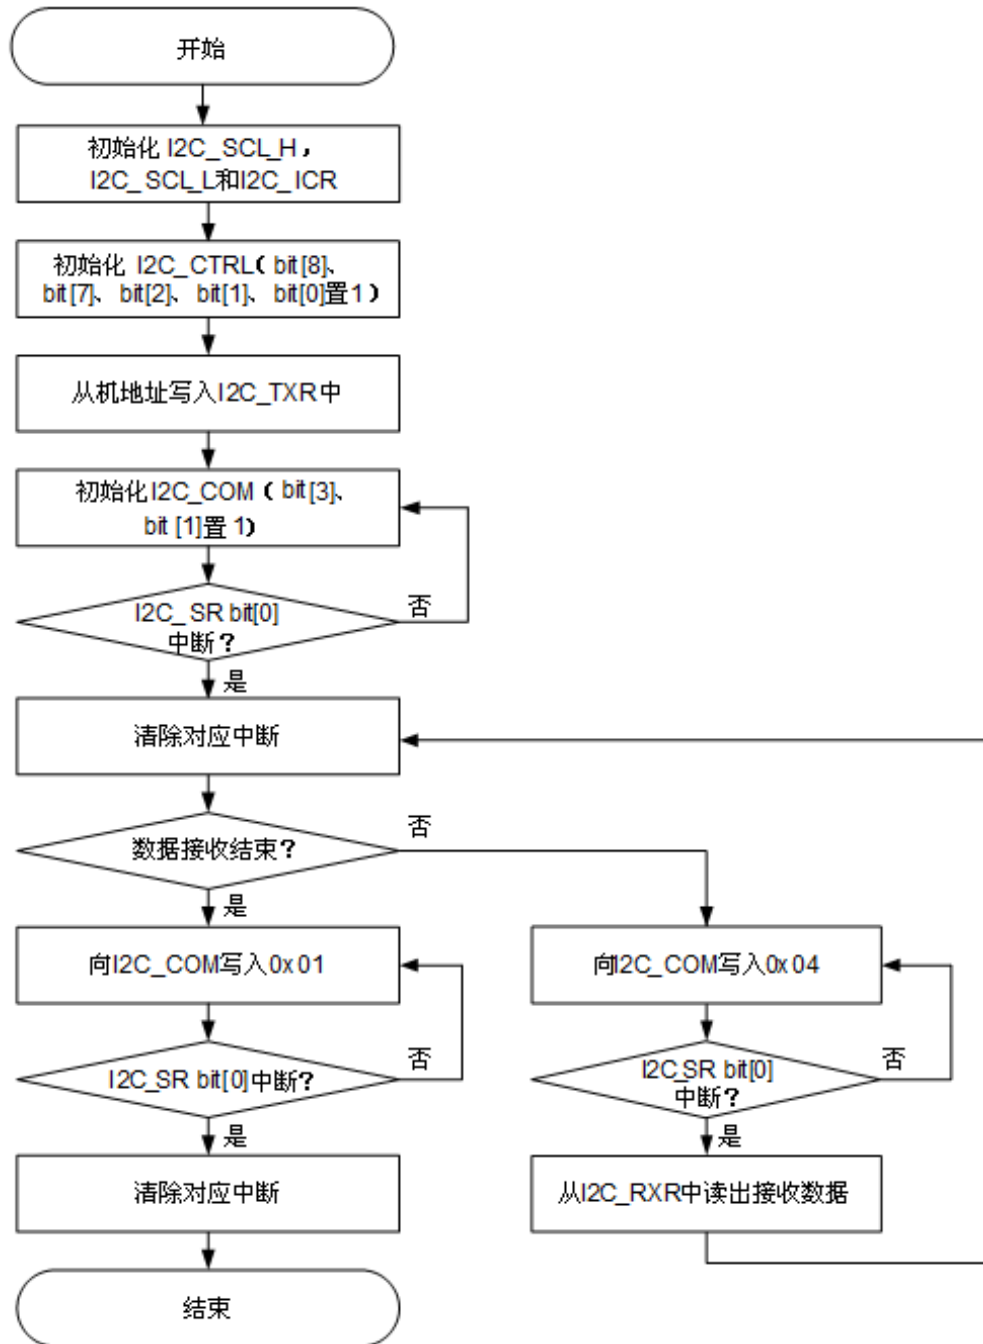 开始
初始化 I2C_SCL_H，
I2C_SCL_L和I2C_ICR
初始化 I2C_CTRL（bit[8]、
bit[7]、bit[2]、bit[1]、bit[0]置1）
从机地址写入I2C_TXR中
初始化I2C_COM（bit[3]、
bit [1]置 1）
I2C_SR bit[0]
中断？
否
是
清除对应中断
数据接收结束？
否
是
向I2C_COM写入0x01
向I2C_COM写入0x04
I2C_SR bit[0]中断？
否
I2C_SR bit[0]
中断？
否
是
是
清除对应中断
从I2C_RXR中读出接收数据
结束